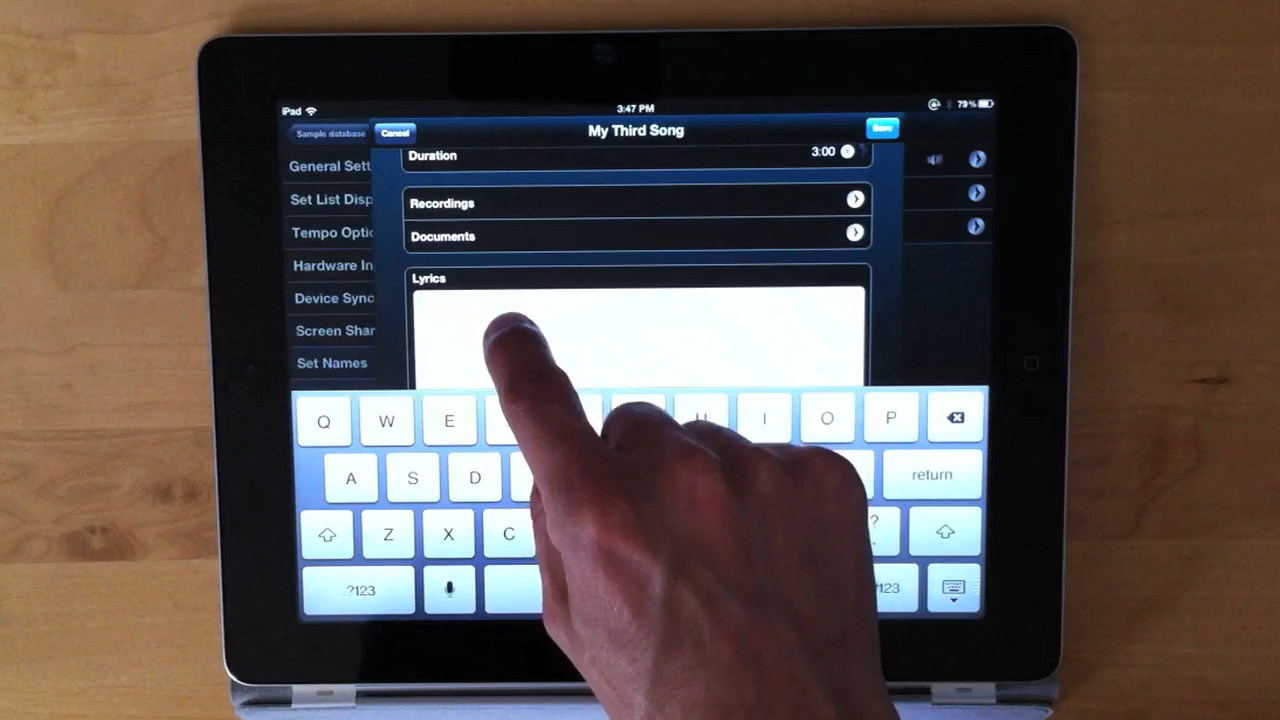 iPad 3:47 PM 79%
Sample database Cancel My Third Song Save
Duration 3:00
General Sett
Set List Disp
Tempo Optio
Hardware In
Device Sync
Screen Shar
Set Names
Recordings
Documents
Lyrics
Q W E U I O P
A S D return
Z X C ?
.?123 123